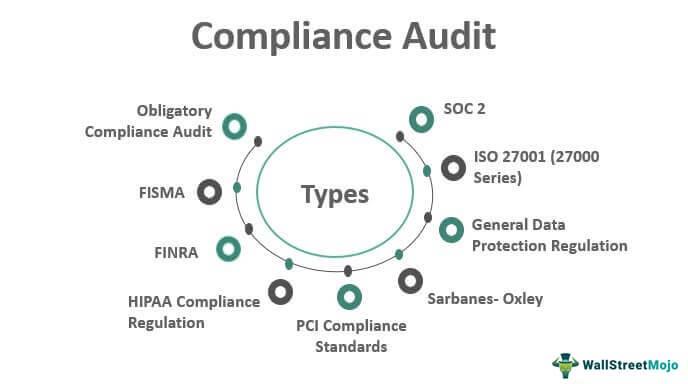 Compliance Audit
Obligatory
Compliance Audit
SOC 2
ISO 27001 (27000
Series)
FISMA
Types
General Data
Protection Regulation
FINRA
HIPAA Compliance
Regulation
Sarbanes- Oxley
PCI Compliance
Standards
WallStreetMojo